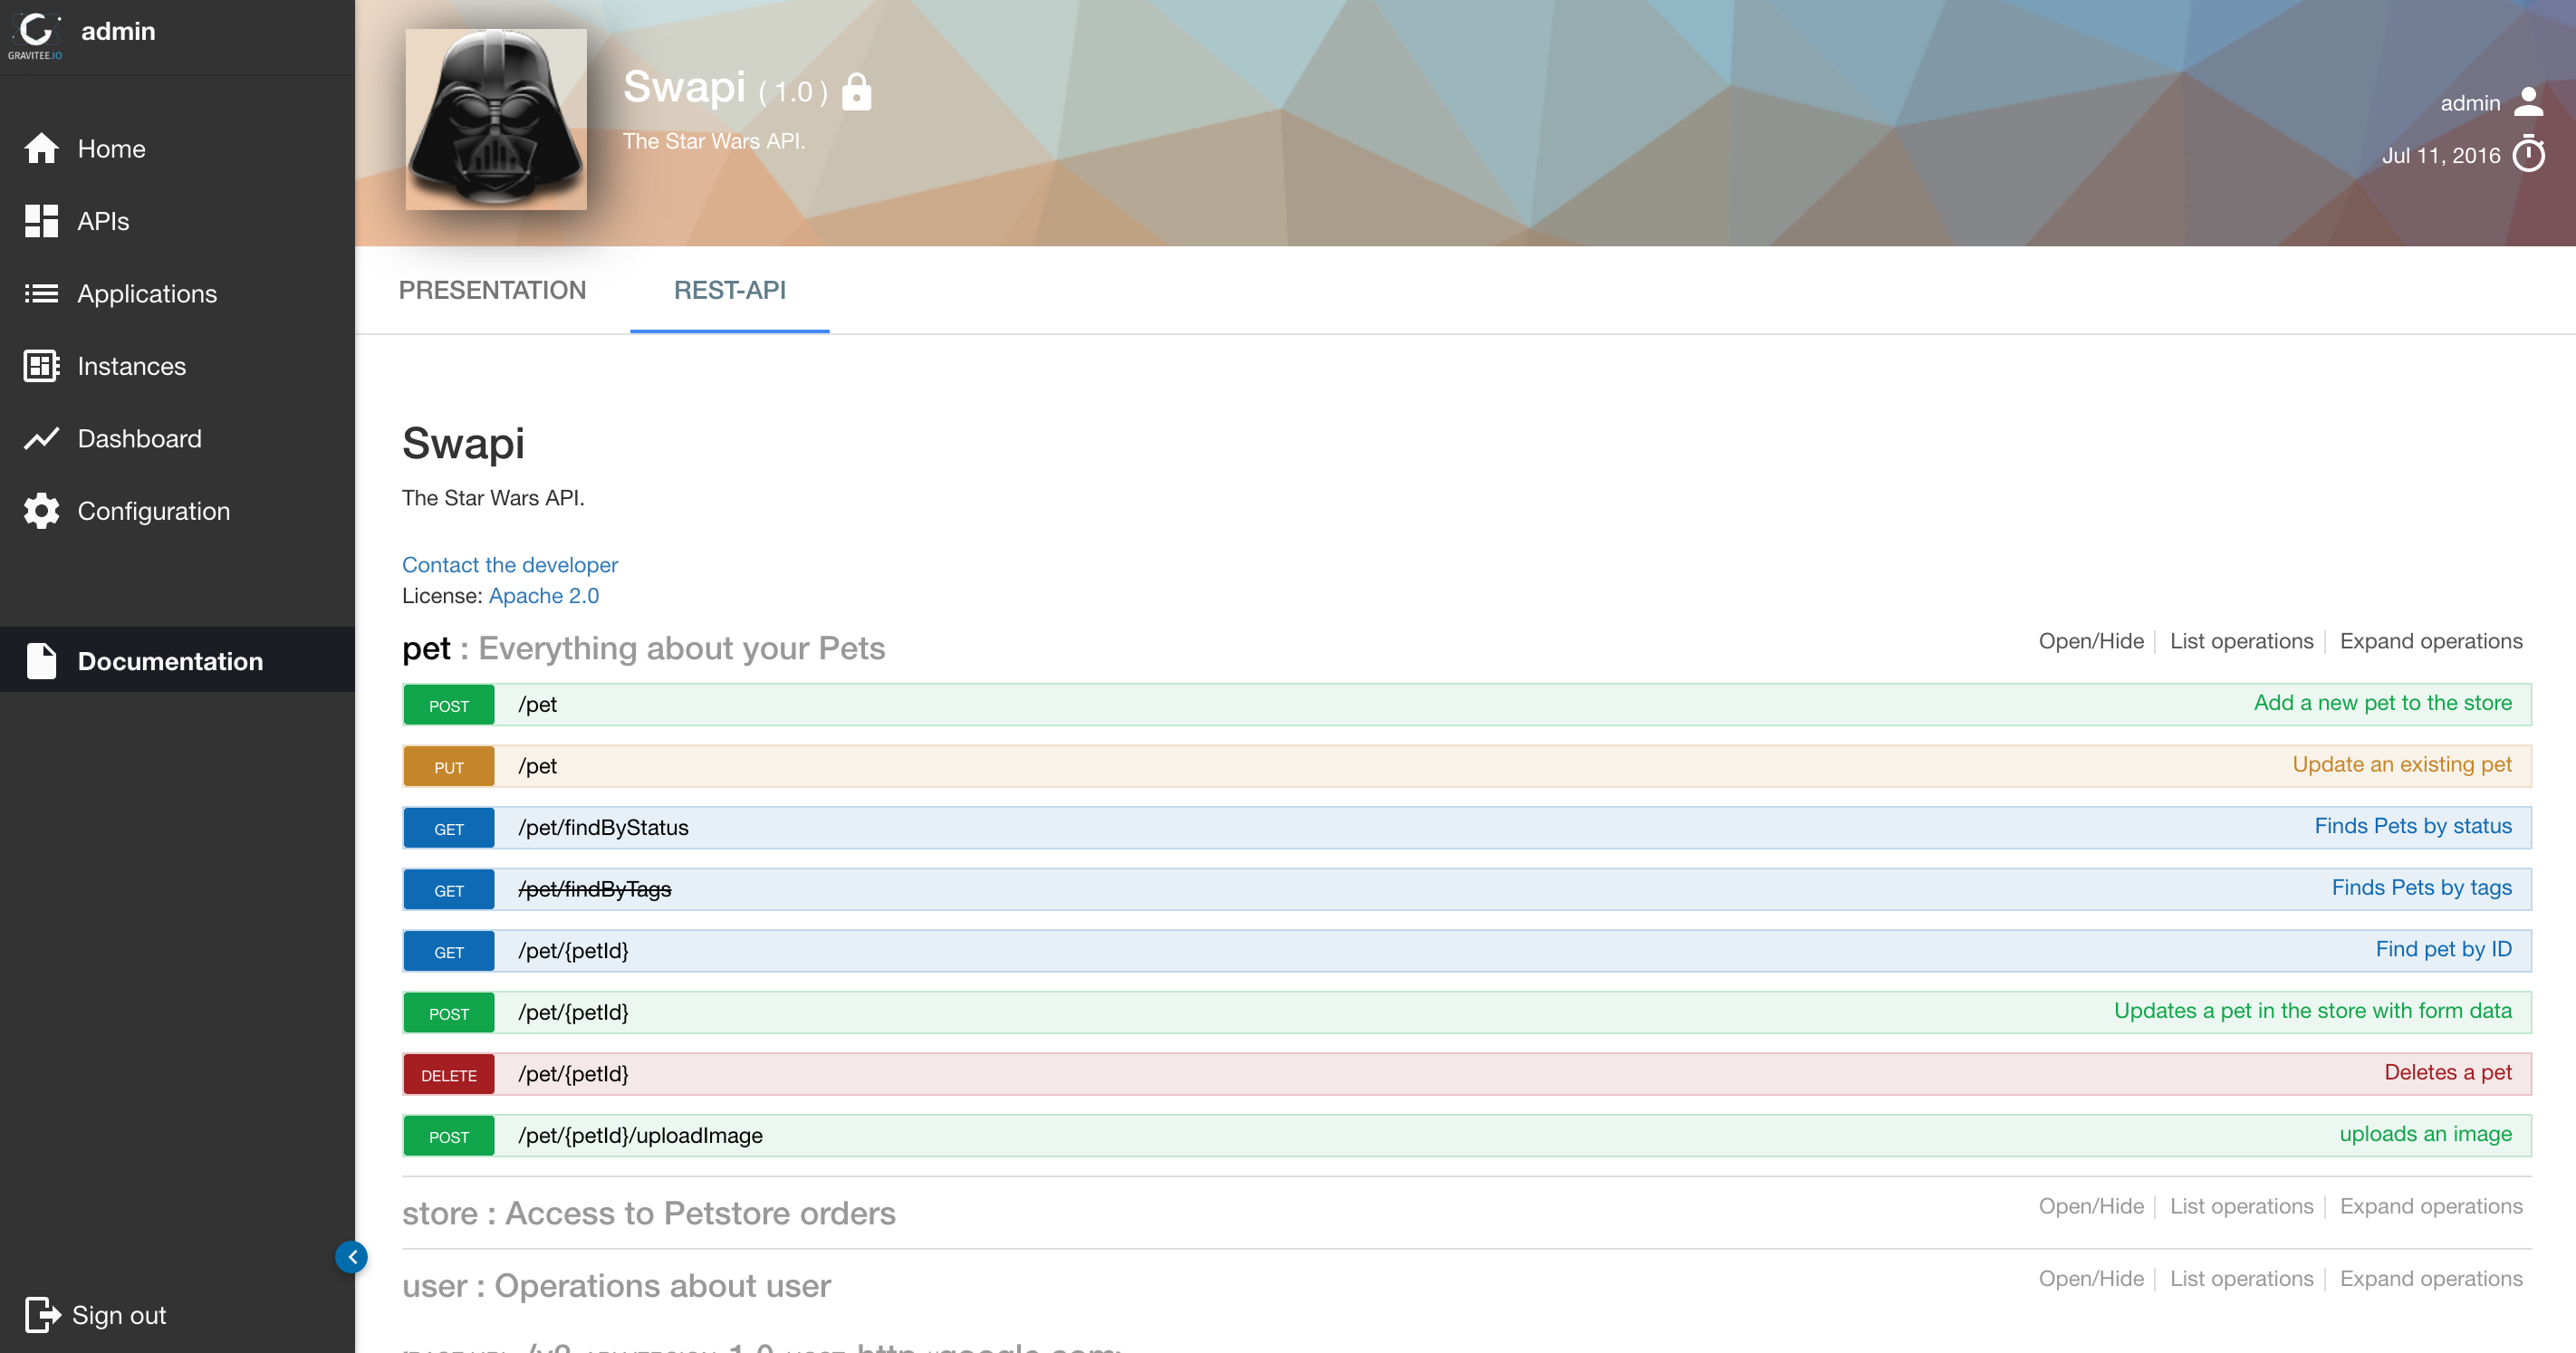 GRAVITEE.IO
admin
Home
APIs
Applications
Instances
Dashboard
Configuration
Documentation
Sign out
Swapi ( 1.0 )
The Star Wars API.
admin
Jul 11, 2016
PRESENTATION REST-API
Swapi
The Star Wars API.
Contact the developer
License: Apache 2.0
pet : Everything about your Pets Open/Hide List operations Expand operations
POST /pet Add a new pet to the store
PUT /pet Update an existing pet
GET /pet/findByStatus Finds Pets by status
GET /pet/findByTags Finds Pets by tags
GET /pet/{petId} Find pet by ID
POST /pet/{petId} Updates a pet in the store with form data
DELETE /pet/{petId} Deletes a pet
POST /pet/{petId}/uploadImage uploads an image
store : Access to Petstore orders Open/Hide List operations Expand operations
user : Operations about user Open/Hide List operations Expand operations